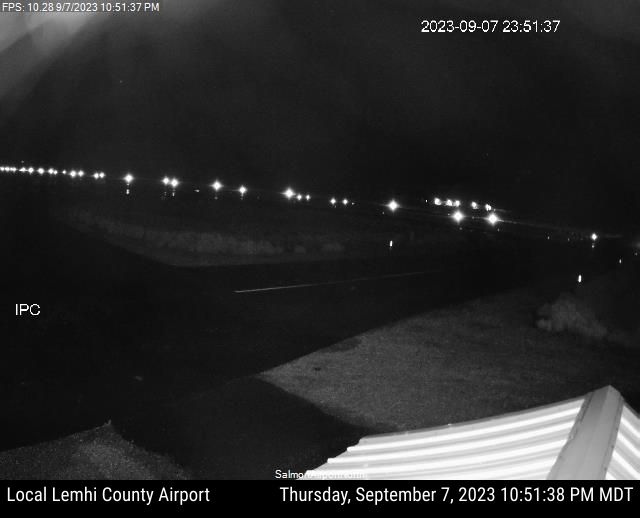 FPS: 10.28 9/7/2023 10:51:37 PM
2023-09-07 23:51:37
IPC
Local Lemhi County Airport Thursday, September 7, 2023 10:51:38 PM MDT